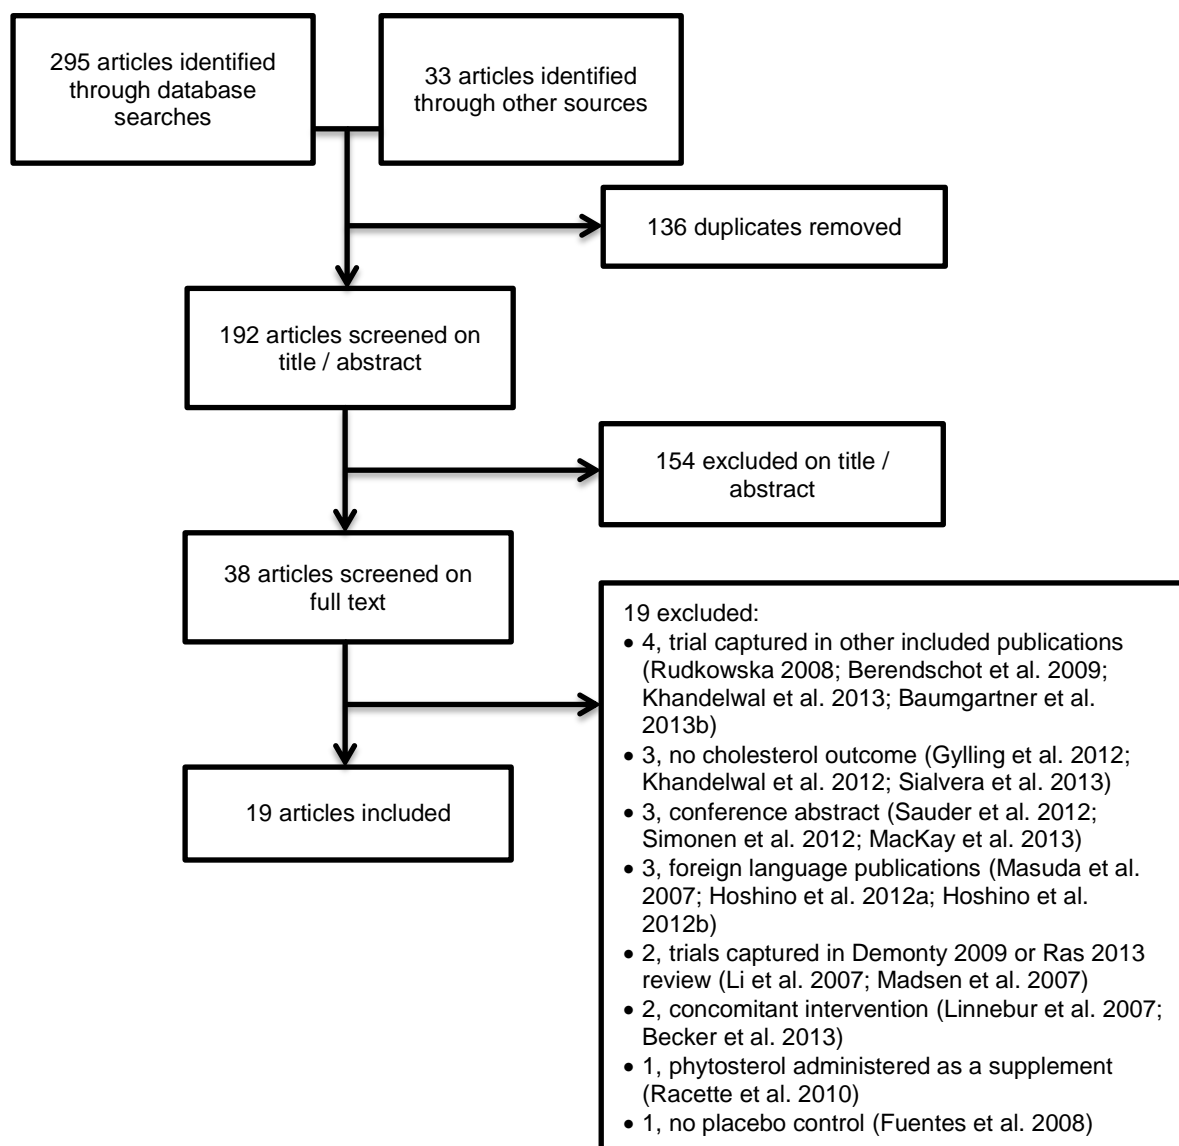 295 articles identified
through database
searches
33 articles identified
through other sources
136 duplicates removed
192 articles screened on
title / abstract
154 excluded on title /
abstract
38 articles screened on
full text
19 excluded:
• 4, trial captured in other included publications
(Rudkowska 2008; Berendschot et al. 2009;
Khandelwal et al. 2013; Baumgartner et al.
2013b)
• 3, no cholesterol outcome (Gylling et al. 2012;
Khandelwal et al. 2012; Sialvera et al. 2013)
• 3, conference abstract (Sauder et al. 2012;
Simonen et al. 2012; MacKay et al. 2013)
• 3, foreign language publications (Masuda et al.
2007; Hoshino et al. 2012a; Hoshino et al.
2012b)
• 2, trials captured in Demonty 2009 or Ras 2013
review (Li et al. 2007; Madsen et al. 2007)
• 2, concomitant intervention (Linnebur et al. 2007;
Becker et al. 2013)
• 1, phytosterol administered as a supplement
(Racette et al. 2010)
• 1, no placebo control (Fuentes et al. 2008)
19 articles included